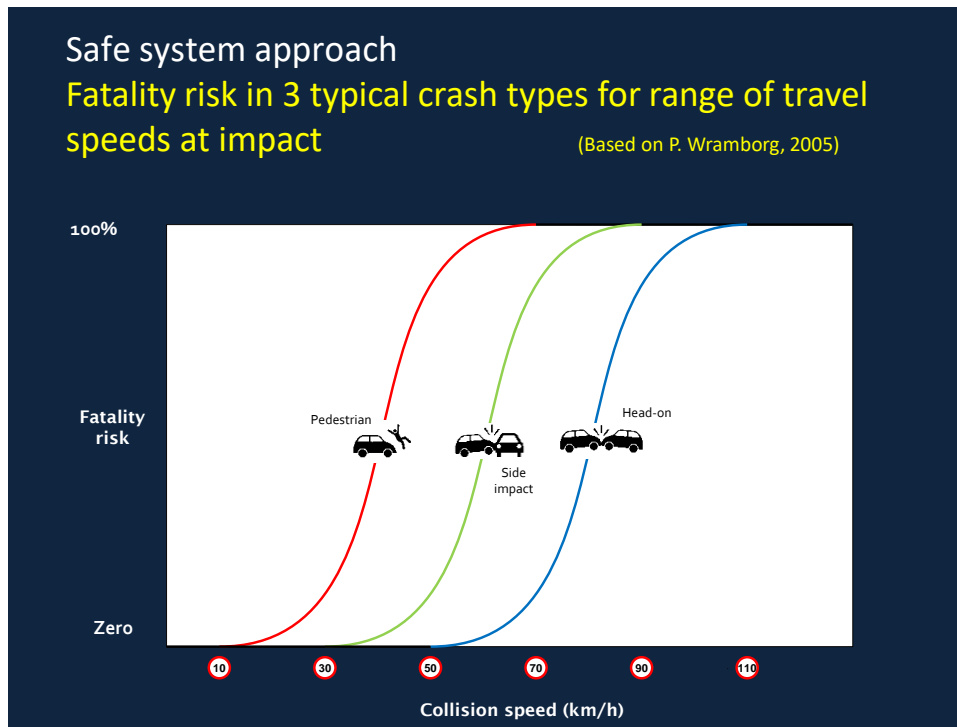 Safe system approach
Fatality risk in 3 typical crash types for range of travel
speeds at impact
(Based on P. Wramborg, 2005)
100%
Pedestrian
Head-on
Fatality
risk
Side
impact
Zero
10
30
50
70
90
110
Collision speed (km/h)